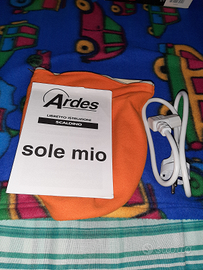 Ardes
LIBRETTO ISTRUZIONI
SCALDINO
sole mio